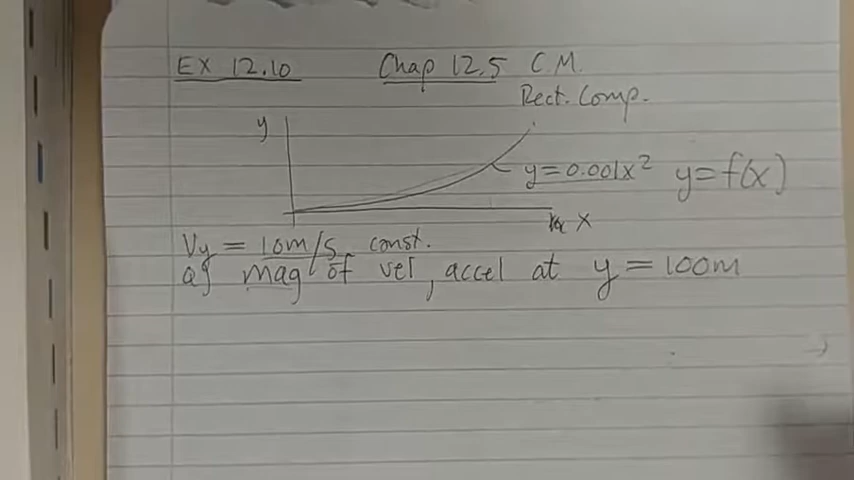 EX 12.10 Chap 12.5 C.M.
Rect. Comp.
y
y=0.001x² y=f(x)
x
Vy = 10m/s const.
a) mag of vel, accel at y=100m